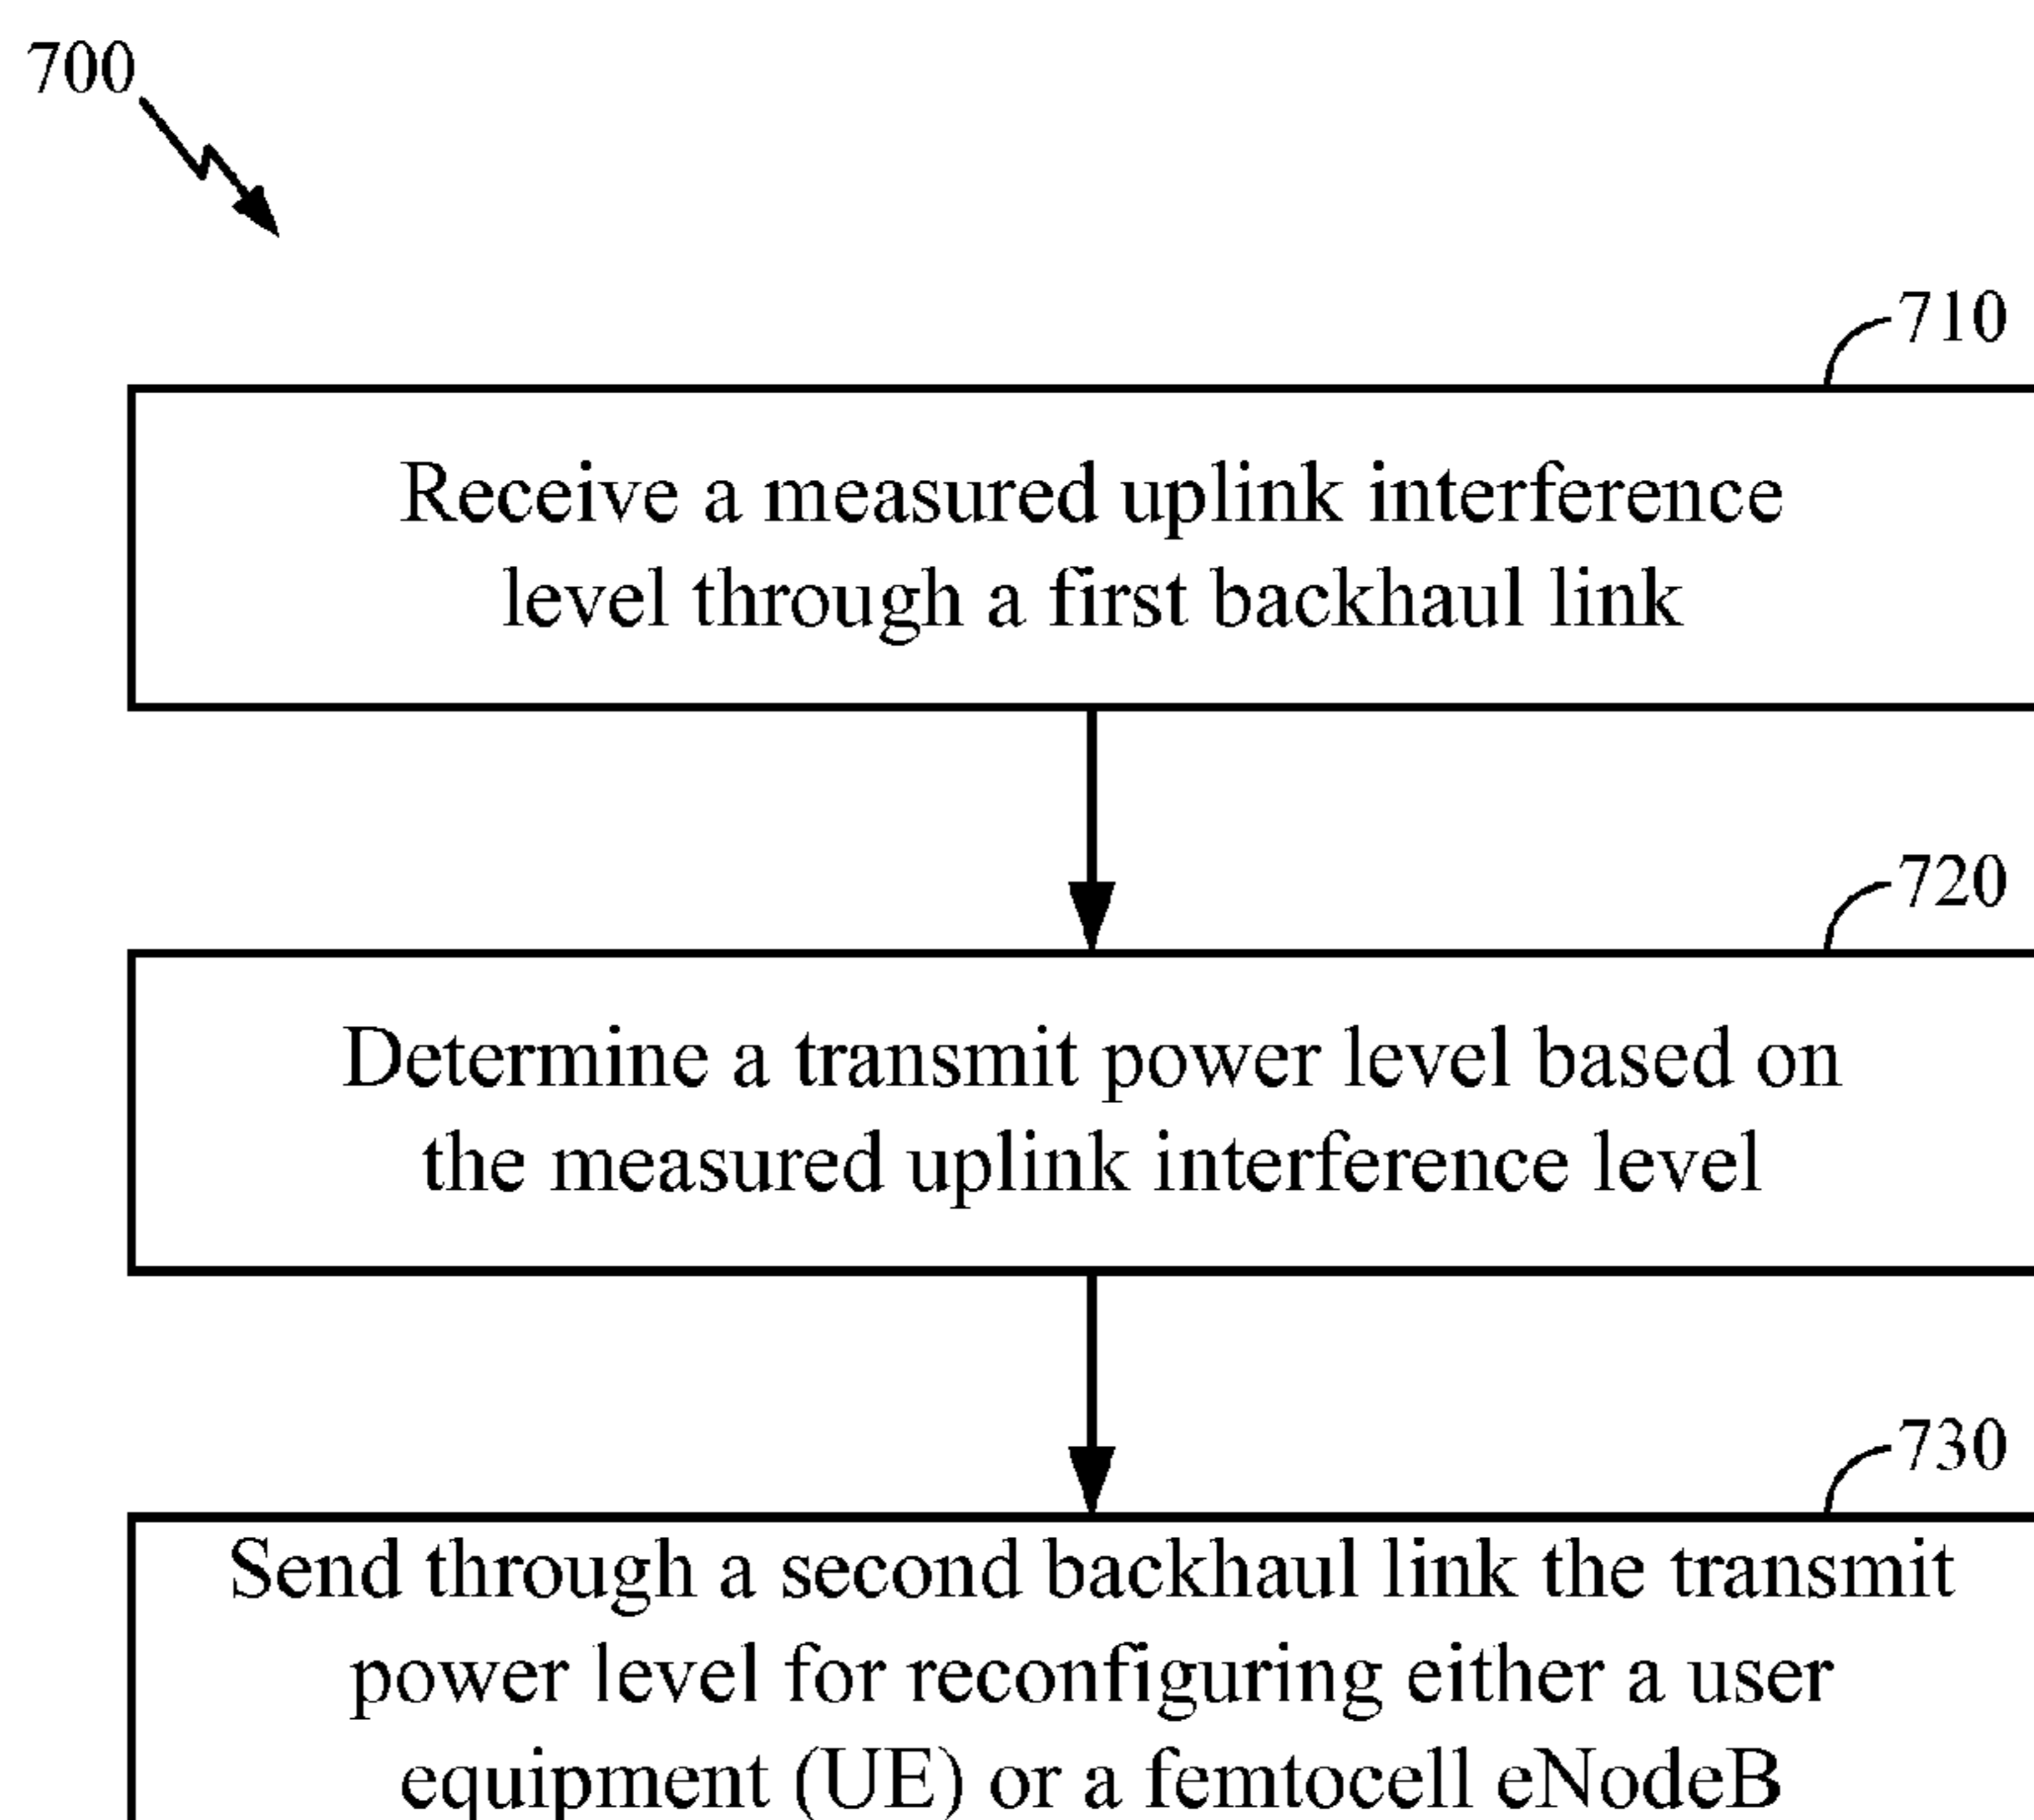 700
710
Receive a measured uplink interference
level through a first backhaul link
720
Determine a transmit power level based on
the measured uplink interference level
730
Send through a second backhaul link the transmit
power level for reconfiguring either a user
equipment (UE) or a femtocell eNodeB